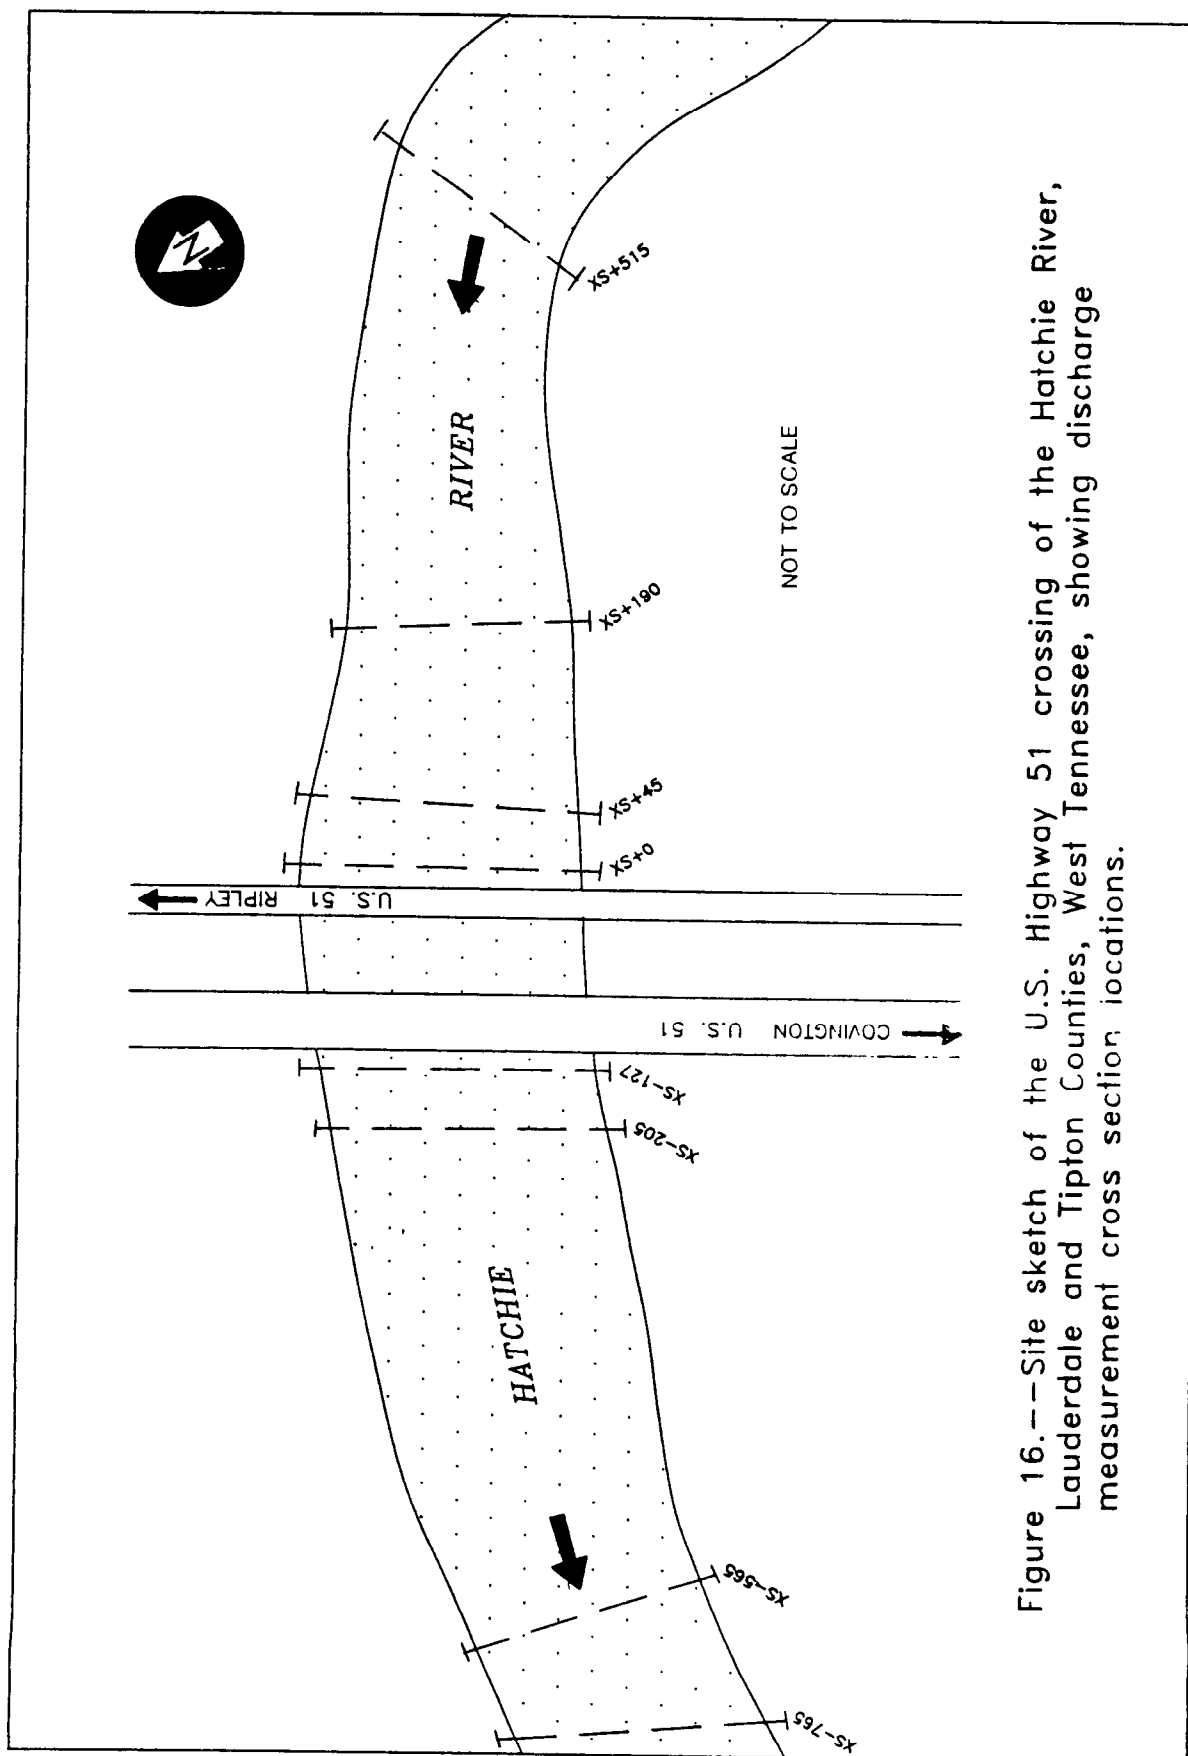 N
XS+515
RIVER
NOT TO SCALE
XS+190
XS+45
XS+0
U.S. 51 RIPLEY
COVINGTON U.S. 51
XS-127
XS-205
HATCHIE
XS-565
XS-765
Figure 16.--Site sketch of the U.S. Highway 51 crossing of the Hatchie River,
Lauderdale and Tipton Counties, West Tennessee, showing discharge
measurement cross section locations.